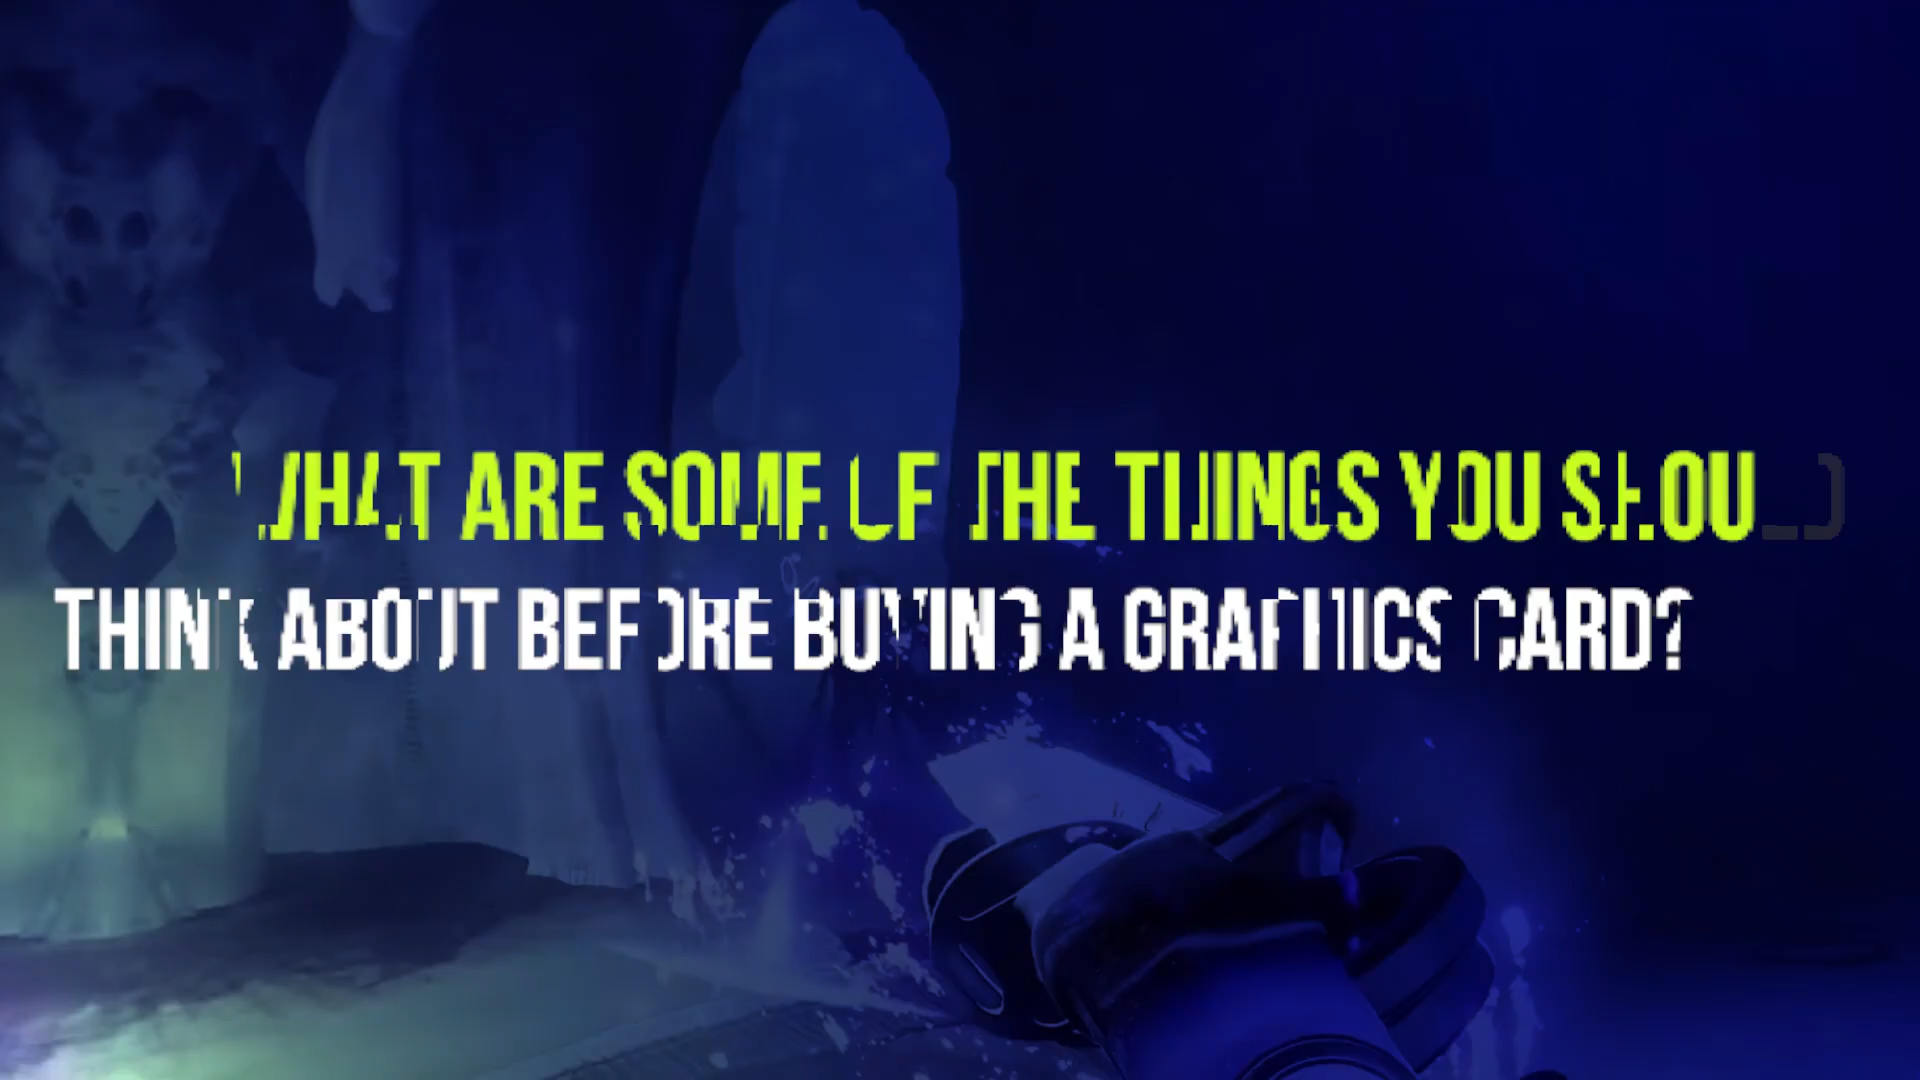 WHAT ARE SOME OF THE THINGS YOU SHOULD
THINK ABOUT BEFORE BUYING A GRAPHICS CARD?